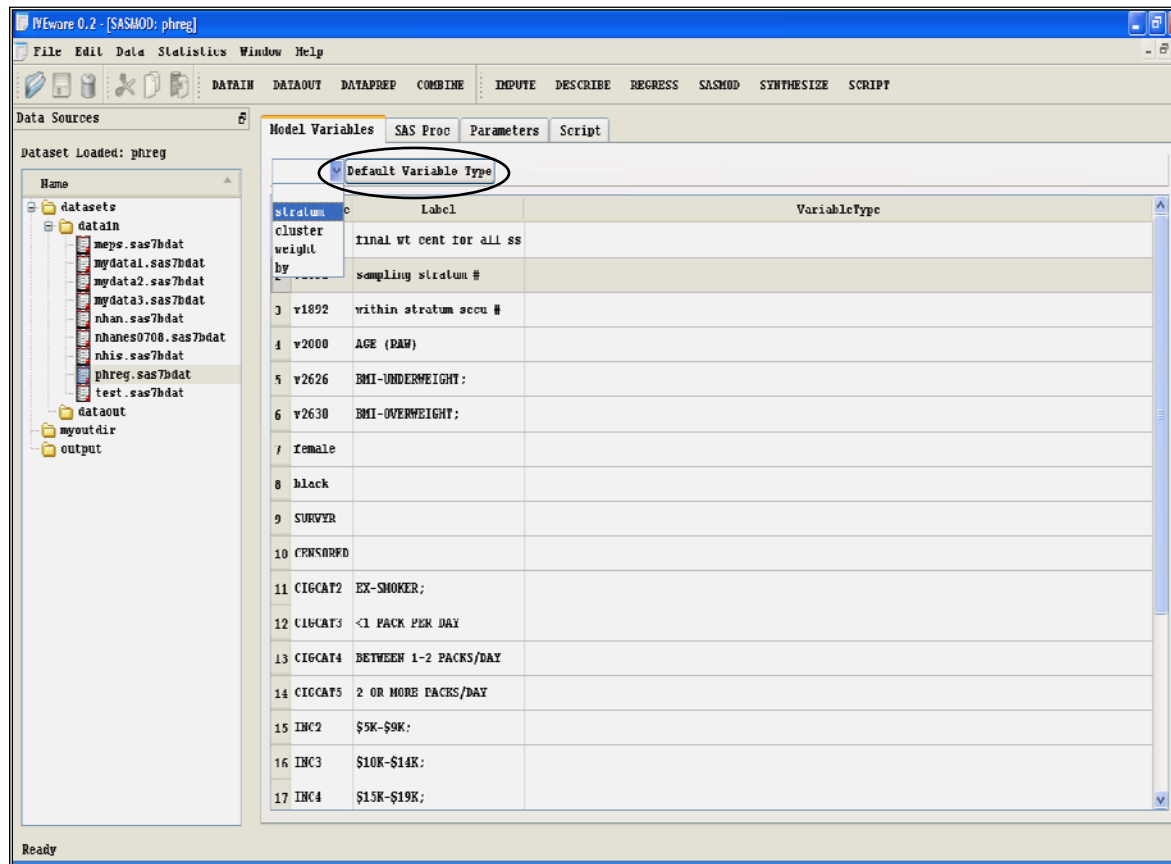 IVEware 0.2 - [SASMOD: phreg]
File Edit Data Statistics Window Help
DATAIN DATAOUT DATAPREP COMBINE IMPUTE DESCRIBE REGRESS SASMOD SYNTHESIZE SCRIPT
Data Sources
Dataset Loaded: phreg
Name
datasets
datain
meps.sas7bdat
mydata1.sas7bdat
mydata2.sas7bdat
mydata3.sas7bdat
nhan.sas7bdat
nhanes0708.sas7bdat
nhis.sas7bdat
phreg.sas7bdat
test.sas7bdat
dataout
myoutdir
output
Model Variables SAS Proc Parameters Script
Default Variable Type
stratum
cluster
weight
by
Label VariableType
final wt cent for all ss
sampling stratum #
3 v1892 within stratum secu #
4 v2000 AGE (RAW)
5 v2626 BMI-UNDERWEIGHT;
6 v2630 BMI-OVERWEIGHT;
7 female
8 black
9 SURVYR
10 CENSORED
11 CIGCAT2 EX-SMOKER;
12 CIGCAT3 <1 PACK PER DAY
13 CIGCAT4 BETWEEN 1-2 PACKS/DAY
14 CIGCAT5 2 OR MORE PACKS/DAY
15 INC2 $5K-$9K;
16 INC3 $10K-$14K;
17 INC4 $15K-$19K;
Ready